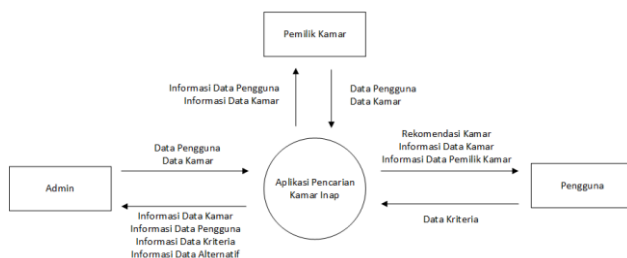 Pemilik Kamar
Informasi Data Pengguna
Informasi Data Kamar
Data Pengguna
Data Kamar
Data Pengguna
Data Kamar
Rekomendasi Kamar
Informasi Data Kamar
Informasi Data Pemilik Kamar
Admin
Aplikasi Pencarian
Kamar Inap
Pengguna
Informasi Data Kamar
Informasi Data Pengguna
Informasi Data Kriteria
Informasi Data Alternatif
Data Kriteria